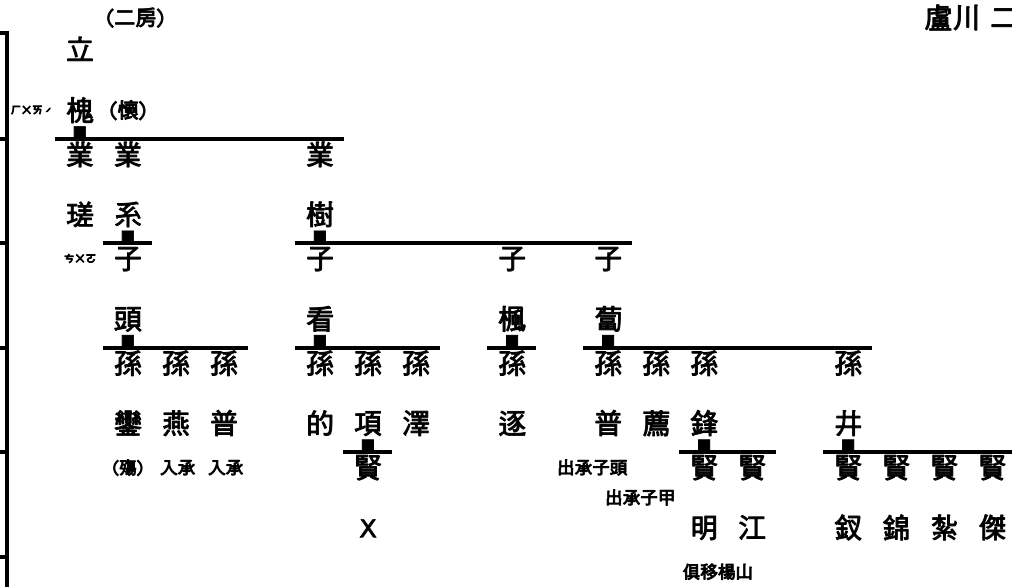 (二房) 盧川 二
立
ㄏㄨㄞˊ 槐 (懷)
業 業 業
瑳 系 樹
ㄘㄨㄛ 子 子 子 子
頭 看 楓 蔔
孫 孫 孫 孫 孫 孫 孫 孫 孫 孫 孫
鑾 燕 普 的 項 澤 逐 普 薦 鋒 井
(殤) 入承 入承 賢 出承子頭 賢 賢 賢 賢 賢 賢
出承子甲
X 明 江 釵 錦 紮 傑
俱移楊山